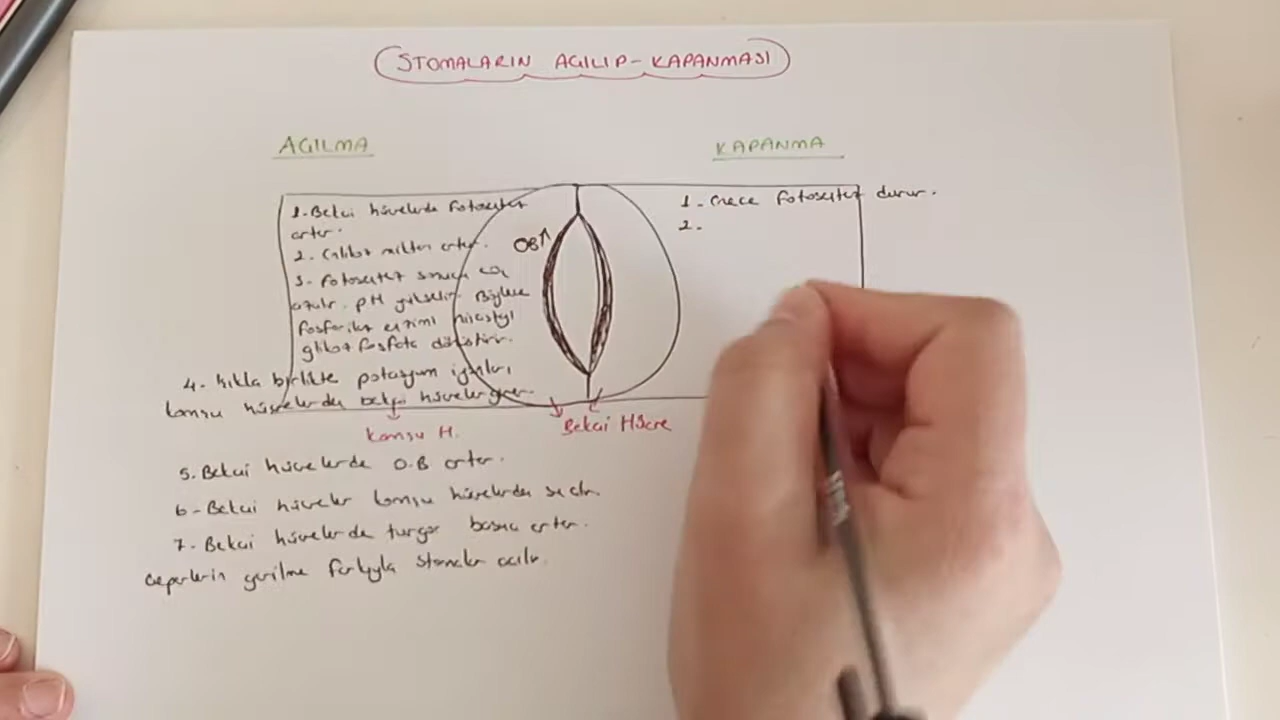 STOMALARIN AÇILIP-KAPANMASI
AÇILMA
1-Bekçi hücrelerde fotosentez
artar.
2. Glikoz miktarı artar.
3. Fotosentez sonucu CO₂
azalır. pH yükselir. Böylece
fosforilaz enzimi nişastayı
glikoz fosfata dönüştürür.
4- birlikte potasyum iyonları,
komşu hücrelerden bekçi hücrelere girer.
OB↑
Komşu H.
Bekçi Hücre
5. Bekçi hücrelerde O.B artar.
6- Bekçi hücreler komşu hücrelerden su alır.
7- Bekçi hücrelerde turgor basıncı artar.
Çeperlerin gerilme farkıyla stomalar açılır.
KAPANMA
1- Gece fotosentez durur.
2-